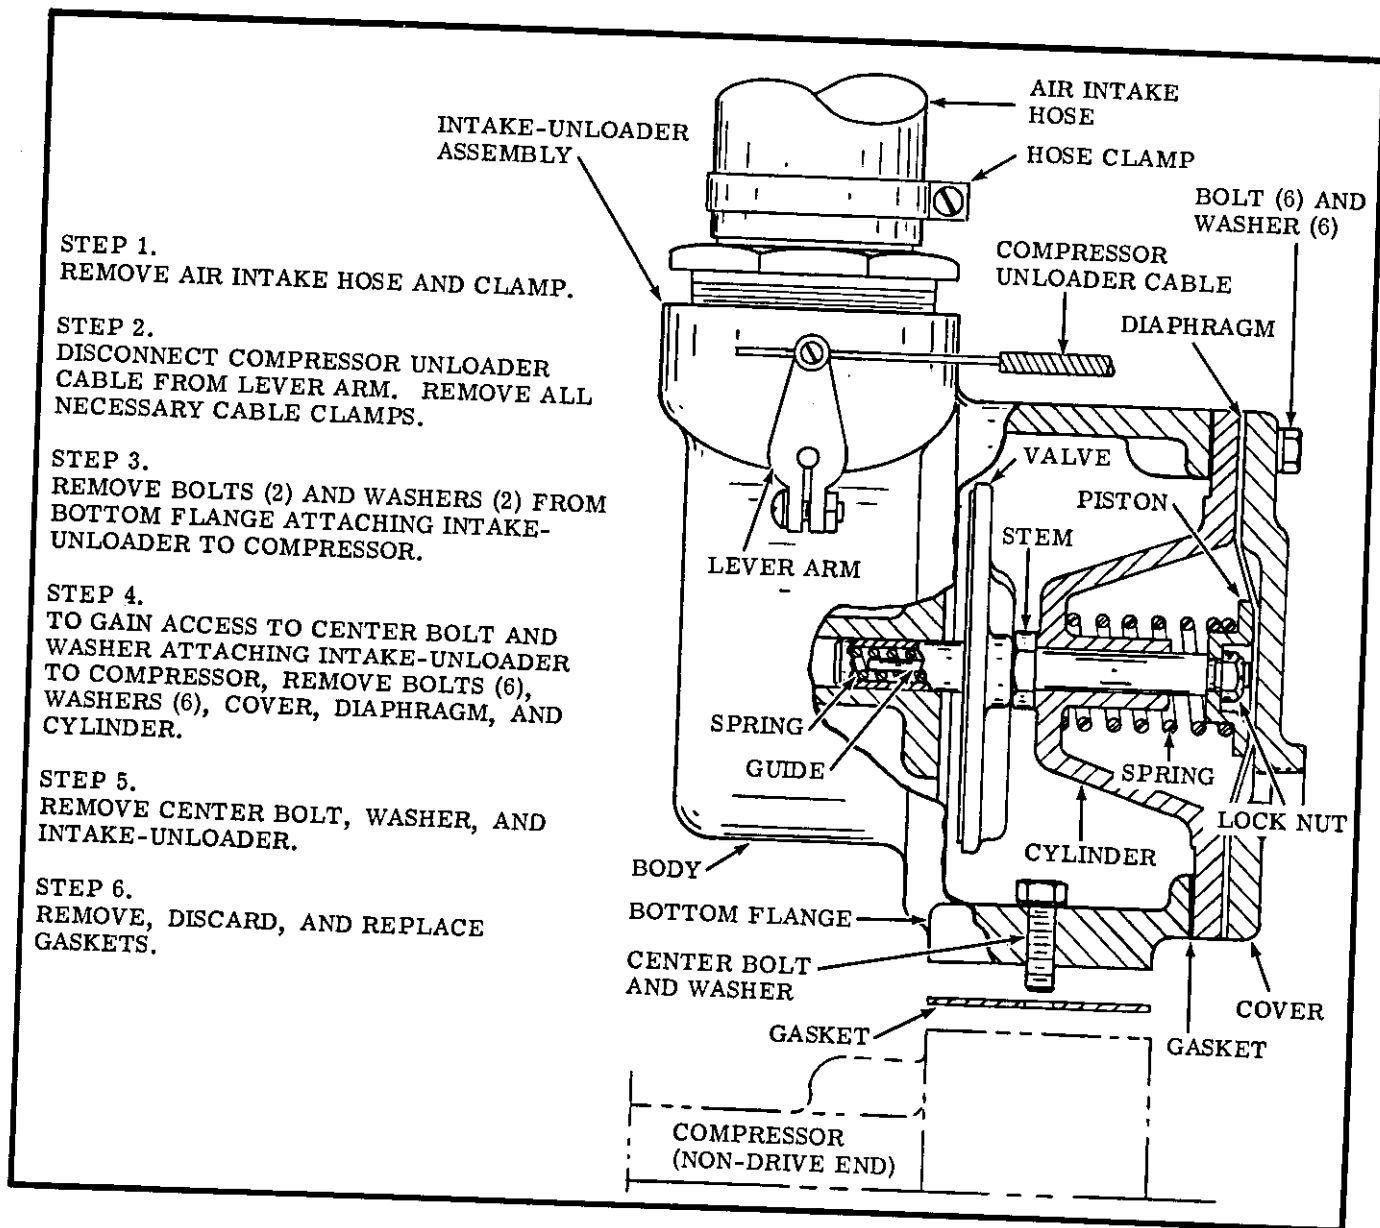 STEP 1.
REMOVE AIR INTAKE HOSE AND CLAMP.
STEP 2.
DISCONNECT COMPRESSOR UNLOADER
CABLE FROM LEVER ARM. REMOVE ALL
NECESSARY CABLE CLAMPS.
STEP 3.
REMOVE BOLTS (2) AND WASHERS (2) FROM
BOTTOM FLANGE ATTACHING INTAKE-
UNLOADER TO COMPRESSOR.
STEP 4.
TO GAIN ACCESS TO CENTER BOLT AND
WASHER ATTACHING INTAKE-UNLOADER
TO COMPRESSOR, REMOVE BOLTS (6),
WASHERS (6), COVER, DIAPHRAGM, AND
CYLINDER.
STEP 5.
REMOVE CENTER BOLT, WASHER, AND
INTAKE-UNLOADER.
STEP 6.
REMOVE, DISCARD, AND REPLACE
GASKETS.
INTAKE-UNLOADER
ASSEMBLY
AIR INTAKE
HOSE
HOSE CLAMP
BOLT (6) AND
WASHER (6)
COMPRESSOR
UNLOADER CABLE
DIAPHRAGM
VALVE
PISTON
STEM
LEVER ARM
SPRING
GUIDE
SPRING
LOCK NUT
CYLINDER
BODY
BOTTOM FLANGE
CENTER BOLT
AND WASHER
GASKET
COVER
GASKET
COMPRESSOR
(NON-DRIVE END)